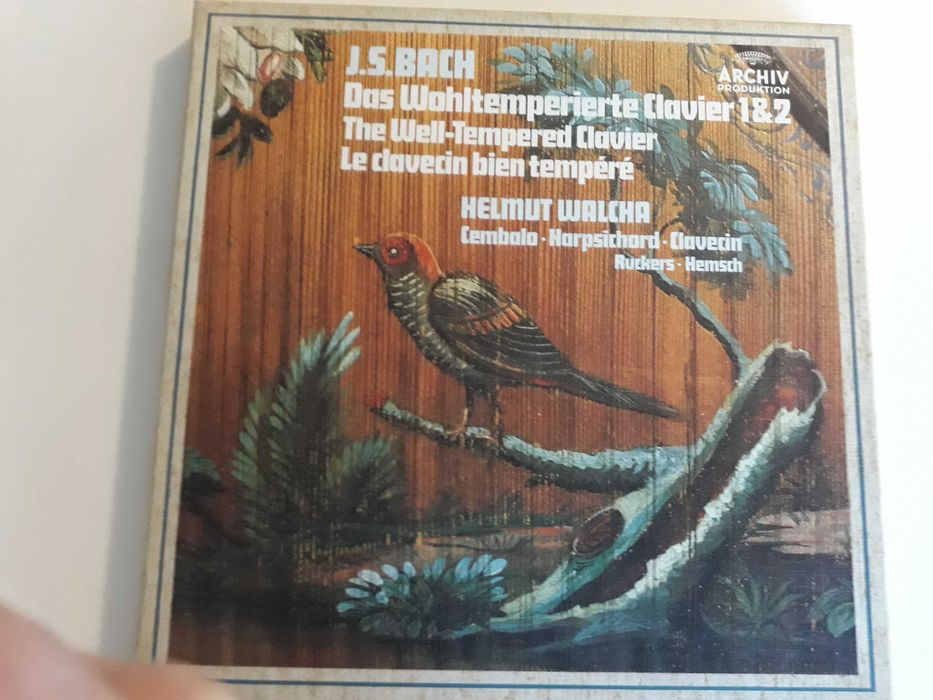 J.S.BACH
Das Wohltemperierte Clavier 1&2
The Well-Tempered Clavier
Le clavecin bien tempéré
ARCHIV
PRODUKTION
HELMUT WALCHA
Cembalo · Harpsichord · Clavecin
Ruckers · Hemsch